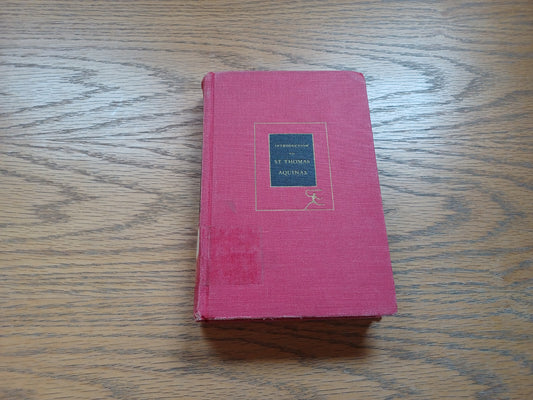 INTRODUCTION
TO
ST THOMAS
AQUINAS